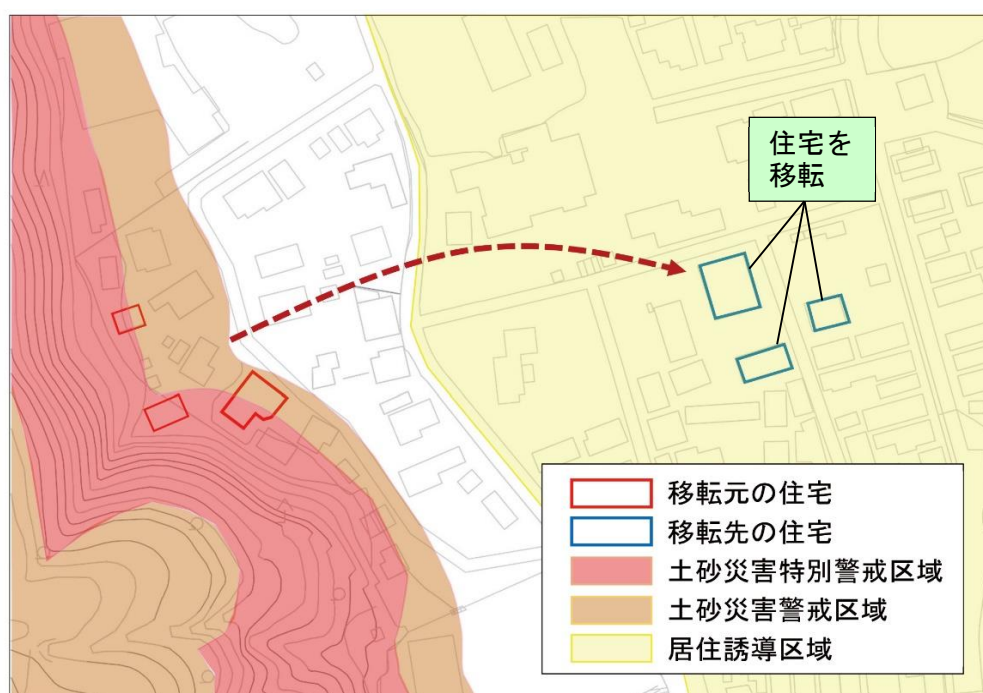 住宅を
移転
移転元の住宅
移転先の住宅
土砂災害特別警戒区域
土砂災害警戒区域
居住誘導区域